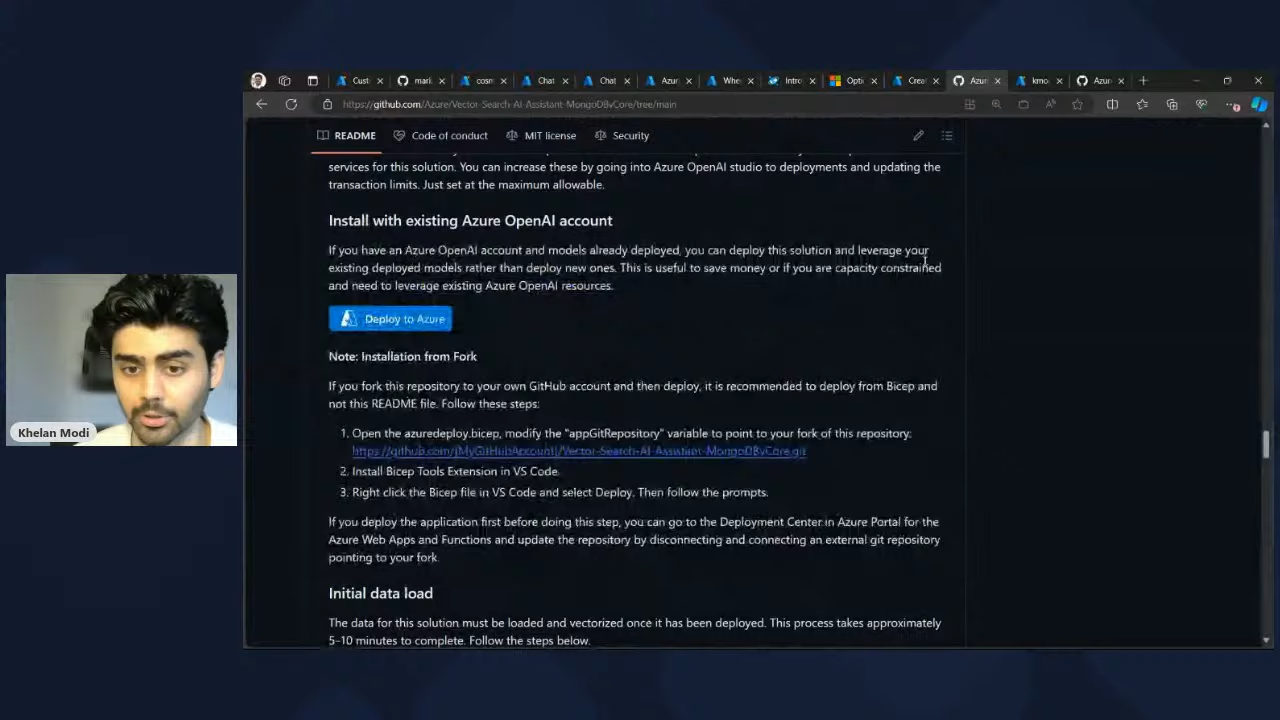 Cust
mark
cosm
Chat
Chat
Azur
Whe
Intro
Opti
Crea
Azur
kmo
Azur
https://github.com/Azure/Vector-Search-AI-Assistant-MongoDBvCore/tree/main
README
Code of conduct
MIT license
Security
services for this solution. You can increase these by going into Azure OpenAI studio to deployments and updating the
transaction limits. Just set at the maximum allowable.
Install with existing Azure OpenAI account
If you have an Azure OpenAI account and models already deployed, you can deploy this solution and leverage your
existing deployed models rather than deploy new ones. This is useful to save money or if you are capacity constrained
and need to leverage existing Azure OpenAI resources.
Deploy to Azure
Note: Installation from Fork
If you fork this repository to your own GitHub account and then deploy, it is recommended to deploy from Bicep and
not this README file. Follow these steps:
1. Open the azuredeploy.bicep, modify the "appGitRepository" variable to point to your fork of this repository:
https://github.com/[MyGitHubAccount]/Vector-Search-AI-Assistant-MongoDBvCore.git
2. Install Bicep Tools Extension in VS Code.
3. Right click the Bicep file in VS Code and select Deploy. Then follow the prompts.
If you deploy the application first before doing this step, you can go to the Deployment Center in Azure Portal for the
Azure Web Apps and Functions and update the repository by disconnecting and connecting an external git repository
pointing to your fork.
Initial data load
The data for this solution must be loaded and vectorized once it has been deployed. This process takes approximately
5-10 minutes to complete. Follow the steps below.
Khelan Modi